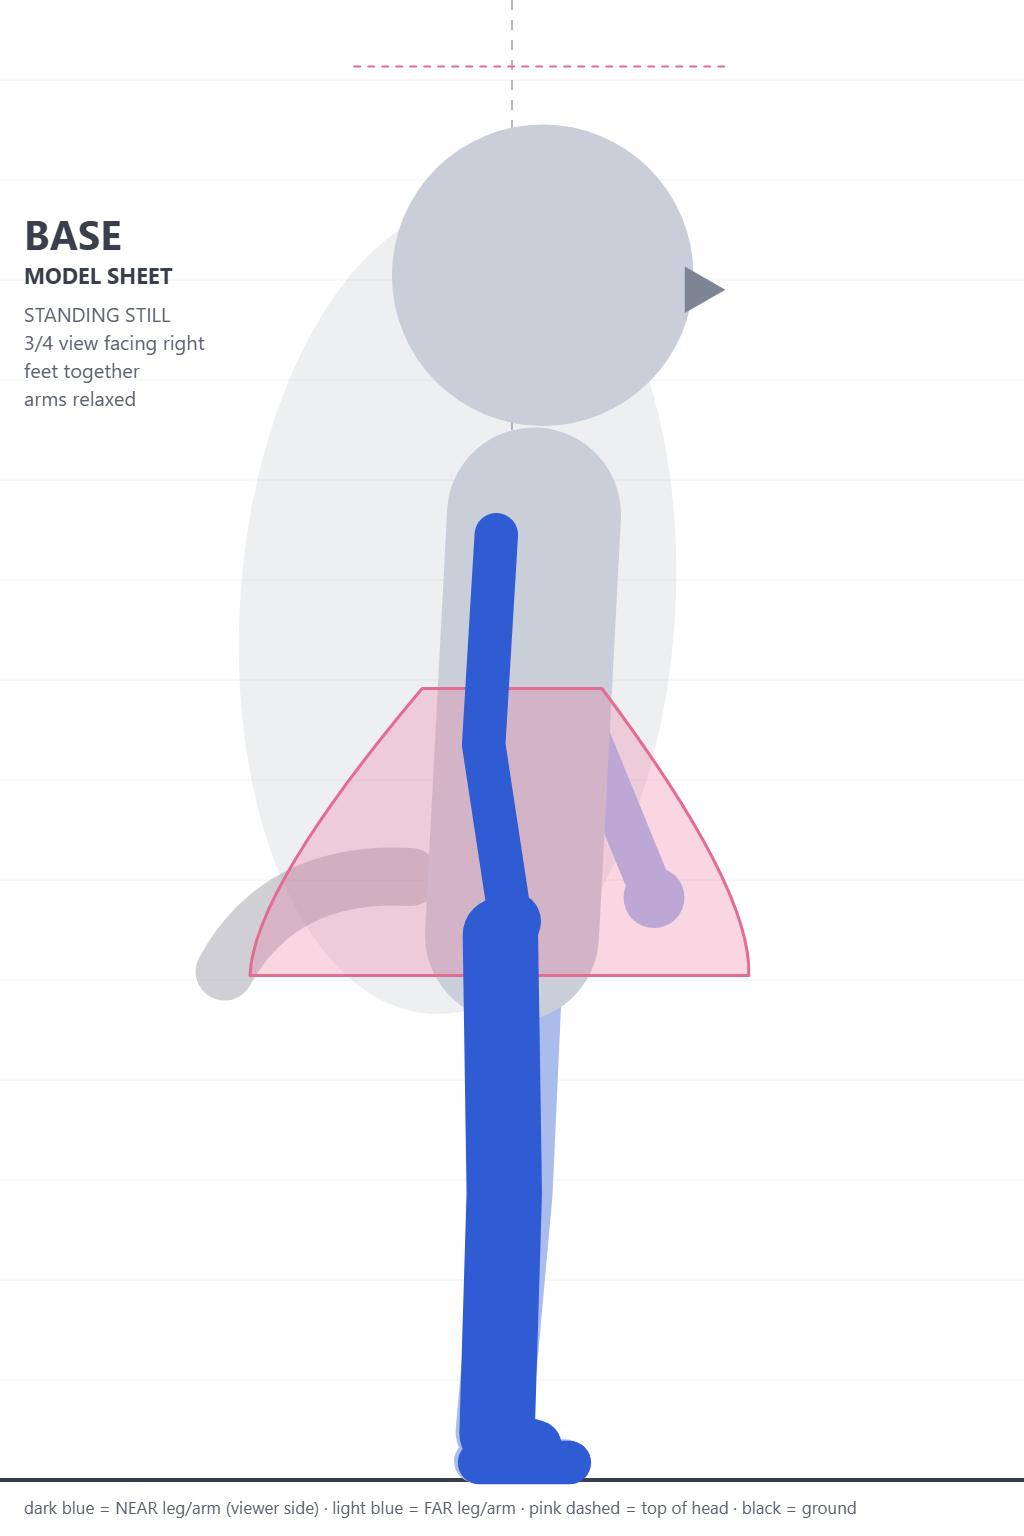 BASE
MODEL SHEET
STANDING STILL
3/4 view facing right
feet together
arms relaxed
dark blue = NEAR leg/arm (viewer side) · light blue = FAR leg/arm · pink dashed = top of head · black = ground